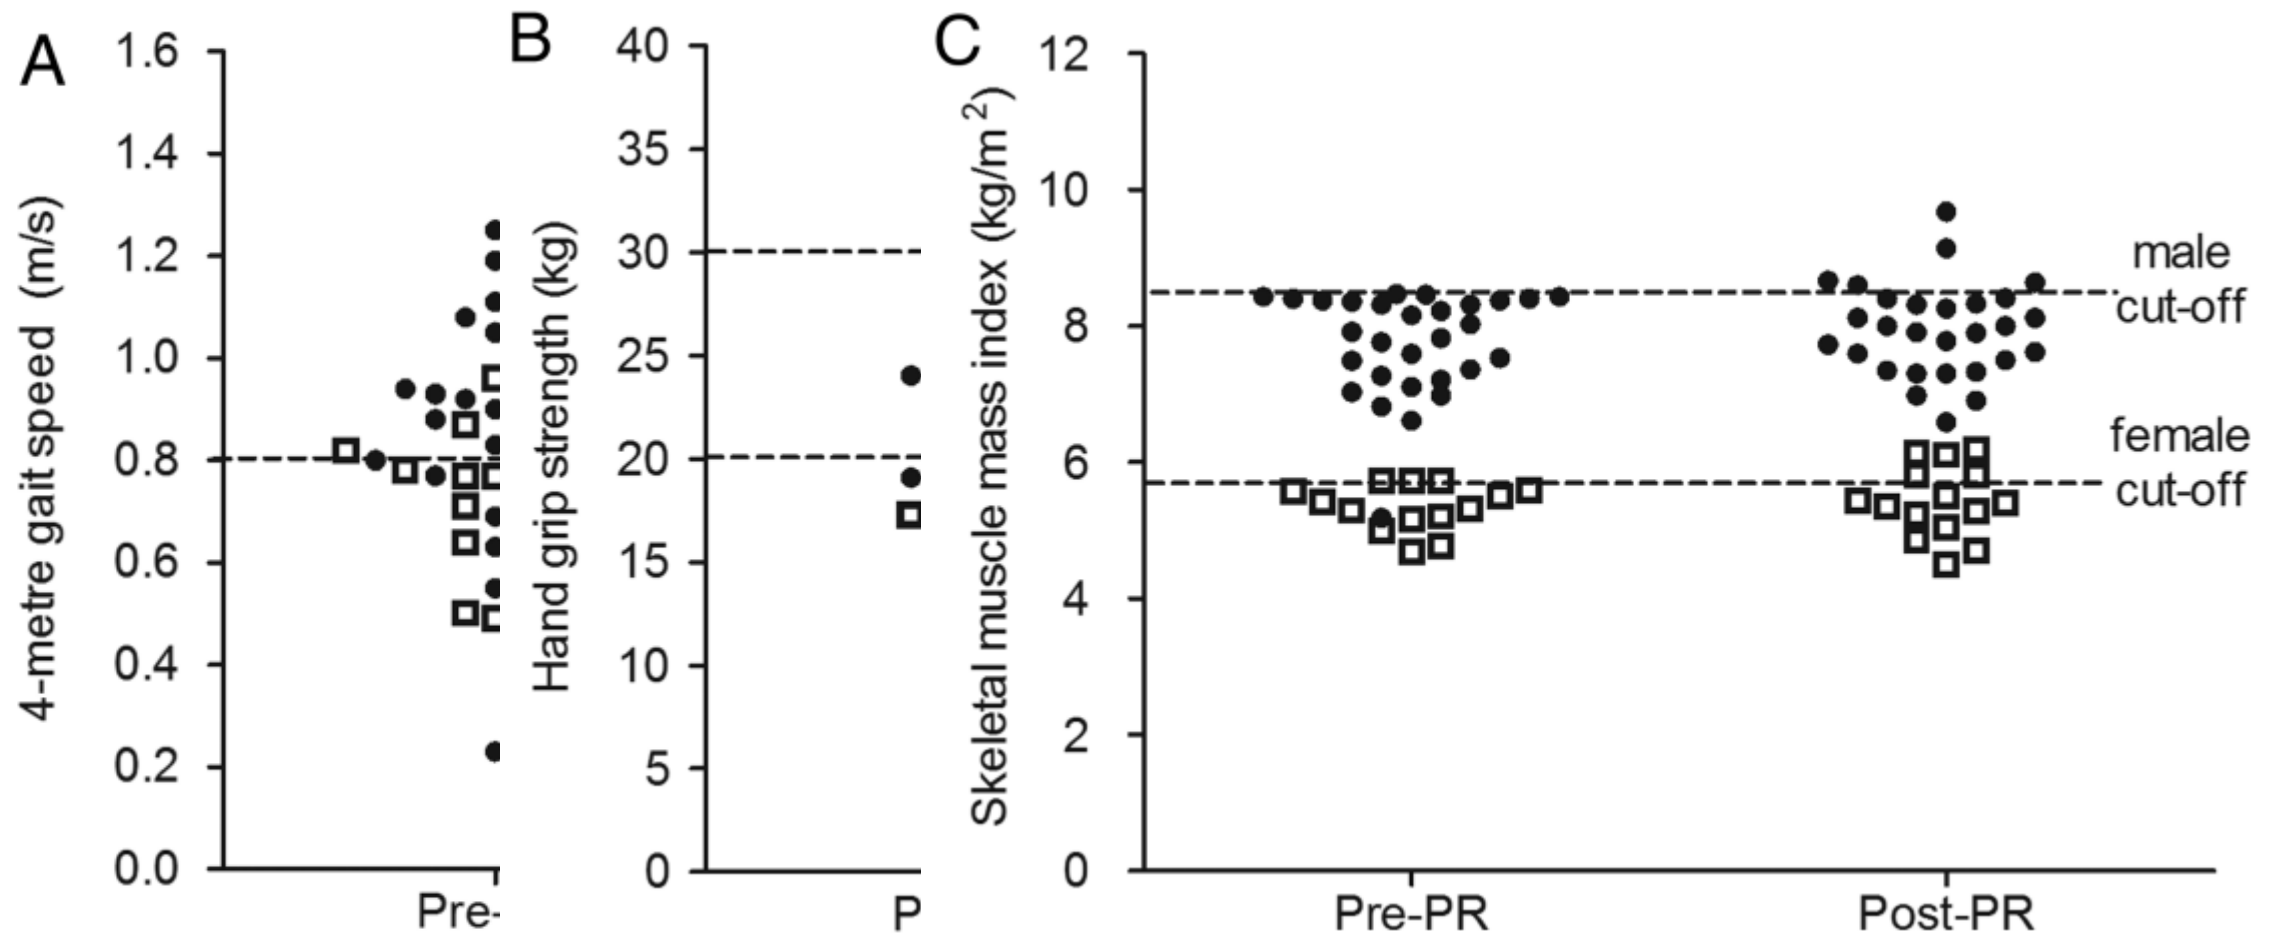 A
4-metre gait speed (m/s)
1.6
1.4
1.2
1.0
0.8
0.6
0.4
0.2
0.0
Pre-
B
Hand grip strength (kg)
40
35
30
25
20
15
10
5
0
P
C
Skeletal muscle mass index (kg/m²)
12
10
8
6
4
2
0
male
cut-off
female
cut-off
Pre-PR
Post-PR